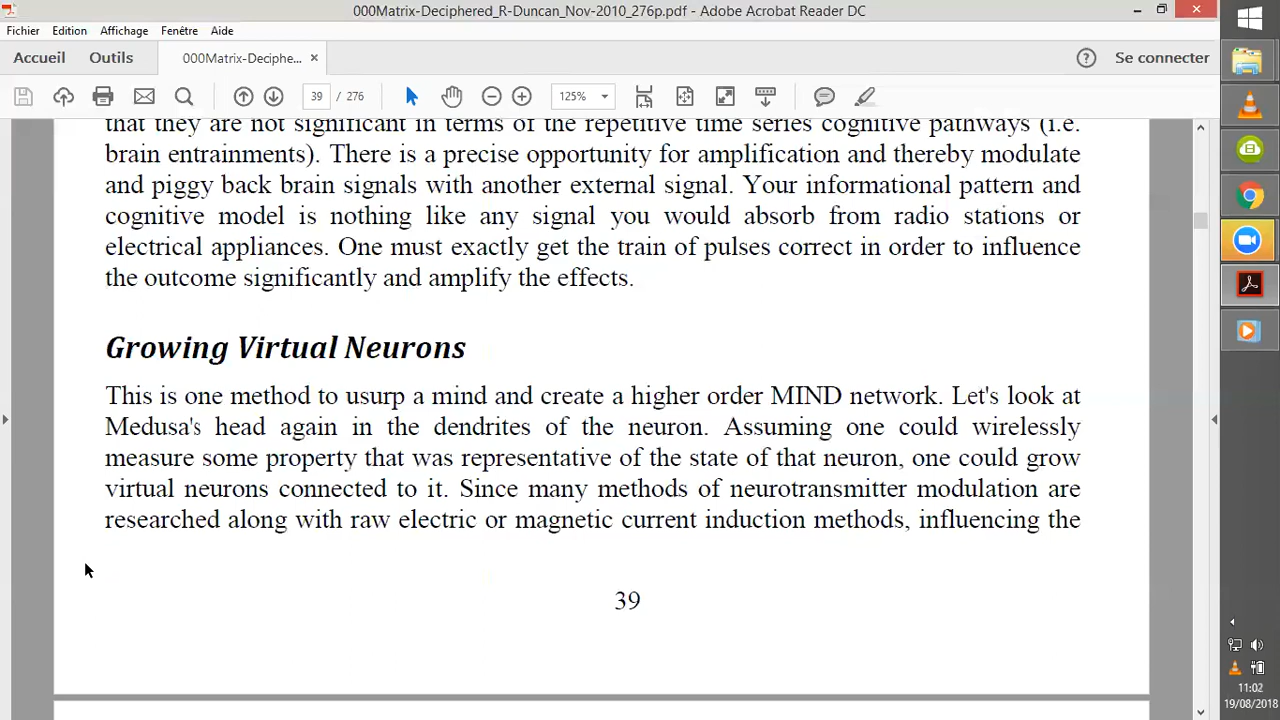 000Matrix-Deciphered_R-Duncan_Nov-2010_276p.pdf - Adobe Acrobat Reader DC
Fichier Edition Affichage Fenêtre Aide
Accueil Outils 000Matrix-Deciphe... × ? Se connecter
39 / 276 125%
that they are not significant in terms of the repetitive time series cognitive pathways (i.e.
brain entrainments). There is a precise opportunity for amplification and thereby modulate
and piggy back brain signals with another external signal. Your informational pattern and
cognitive model is nothing like any signal you would absorb from radio stations or
electrical appliances. One must exactly get the train of pulses correct in order to influence
the outcome significantly and amplify the effects.
Growing Virtual Neurons
This is one method to usurp a mind and create a higher order MIND network. Let's look at
Medusa's head again in the dendrites of the neuron. Assuming one could wirelessly
measure some property that was representative of the state of that neuron, one could grow
virtual neurons connected to it. Since many methods of neurotransmitter modulation are
researched along with raw electric or magnetic current induction methods, influencing the
39
11:02
19/08/2018